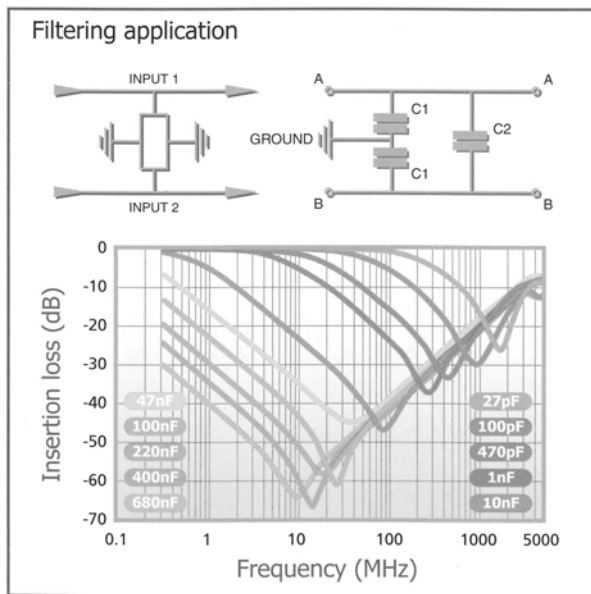 Filtering application
INPUT 1
INPUT 2
A
A
C1
C2
GROUND
C1
B
B
Insertion loss (dB)
0
-10
-20
-30
-40
-50
-60
-70
47nF
100nF
220nF
400nF
680nF
27pF
100pF
470pF
1nF
10nF
0.1
1
10
100
1000
5000
Frequency (MHz)